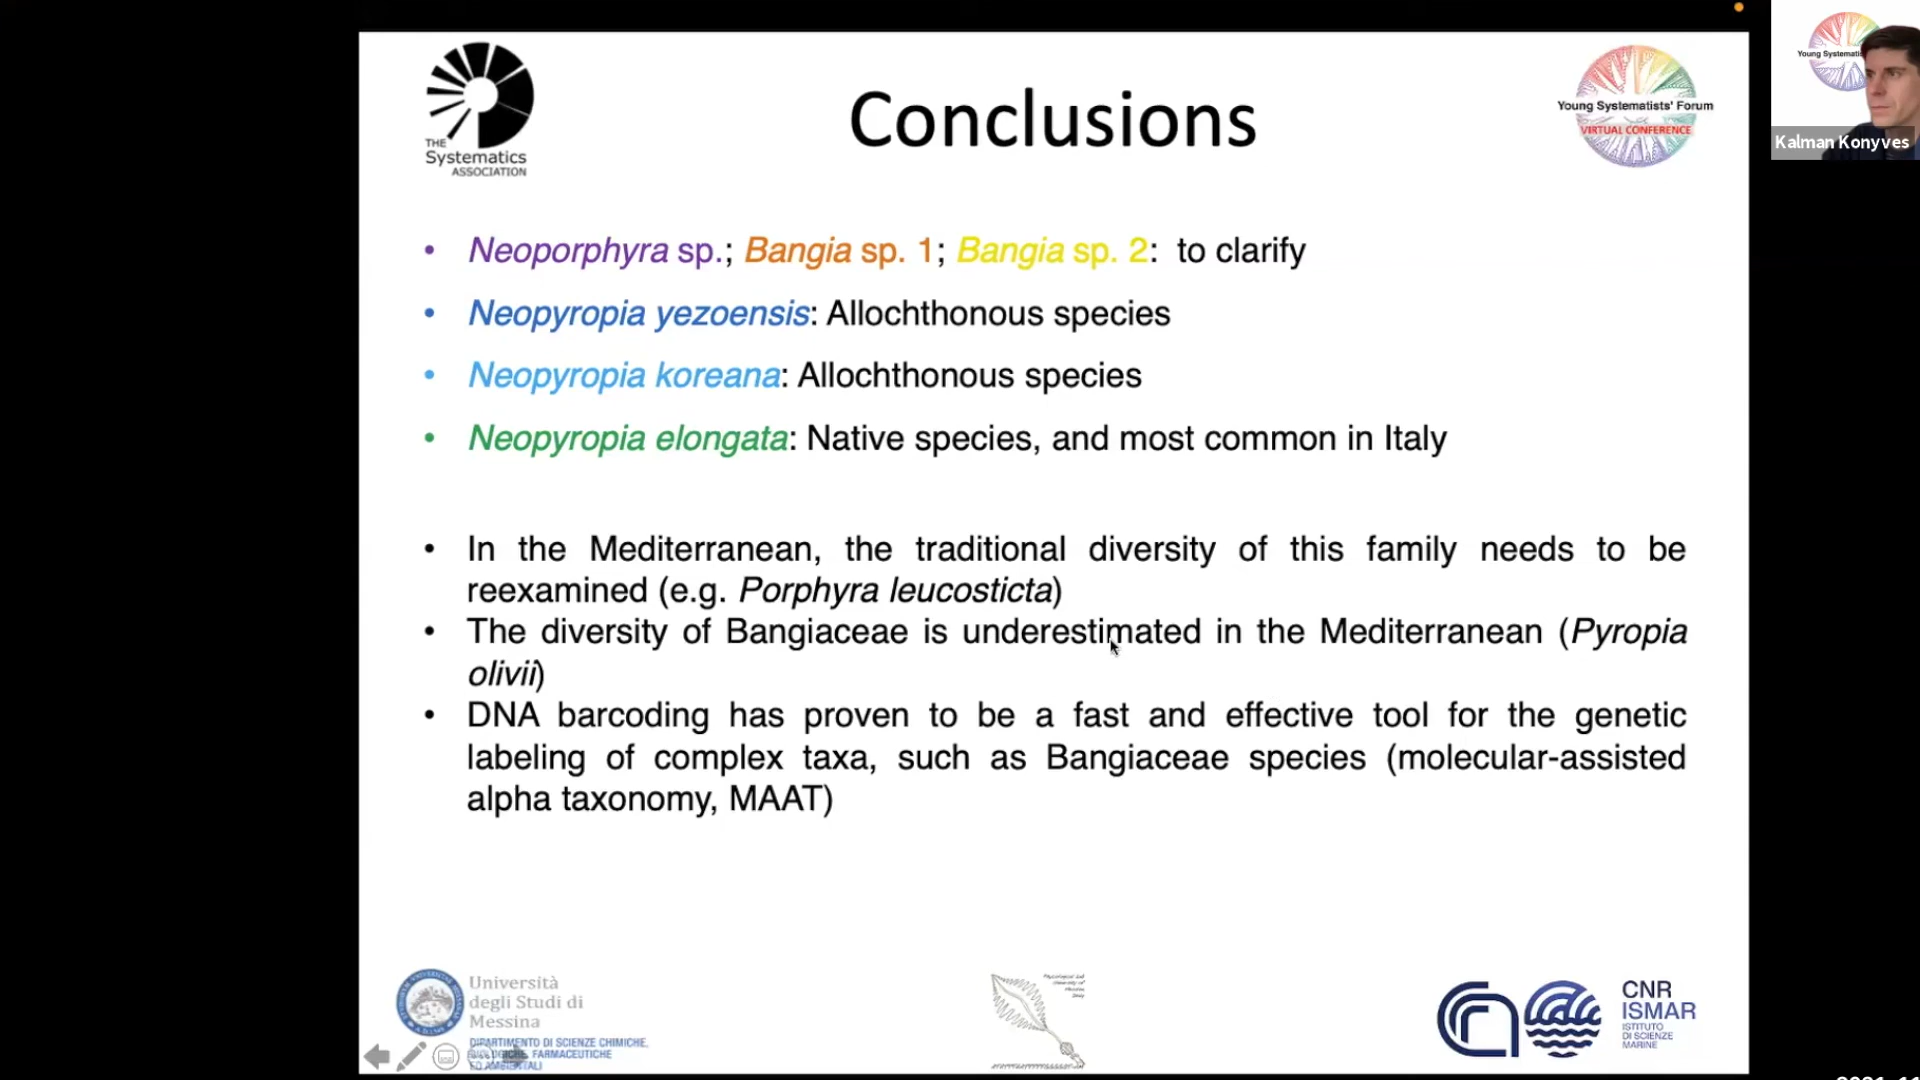 THE
Systematics
ASSOCIATION
Conclusions
Young Systematists' Forum
VIRTUAL CONFERENCE
Young Systemati
Kalman Konyves
• Neoporphyra sp.; Bangia sp. 1; Bangia sp. 2: to clarify
• Neopyropia yezoensis: Allochthonous species
• Neopyropia koreana: Allochthonous species
• Neopyropia elongata: Native species, and most common in Italy
• In the Mediterranean, the traditional diversity of this family needs to be
reexamined (e.g. Porphyra leucosticta)
• The diversity of Bangiaceae is underestimated in the Mediterranean (Pyropia
olivii)
• DNA barcoding has proven to be a fast and effective tool for the genetic
labeling of complex taxa, such as Bangiaceae species (molecular-assisted
alpha taxonomy, MAAT)
Università
degli Studi di
Messina
DIPARTIMENTO DI SCIENZE CHIMICHE,
BIOLOGICHE, FARMACEUTICHE
ED AMBIENTALI
CNR
ISMAR
ISTITUTO
DI SCIENZE
MARINE